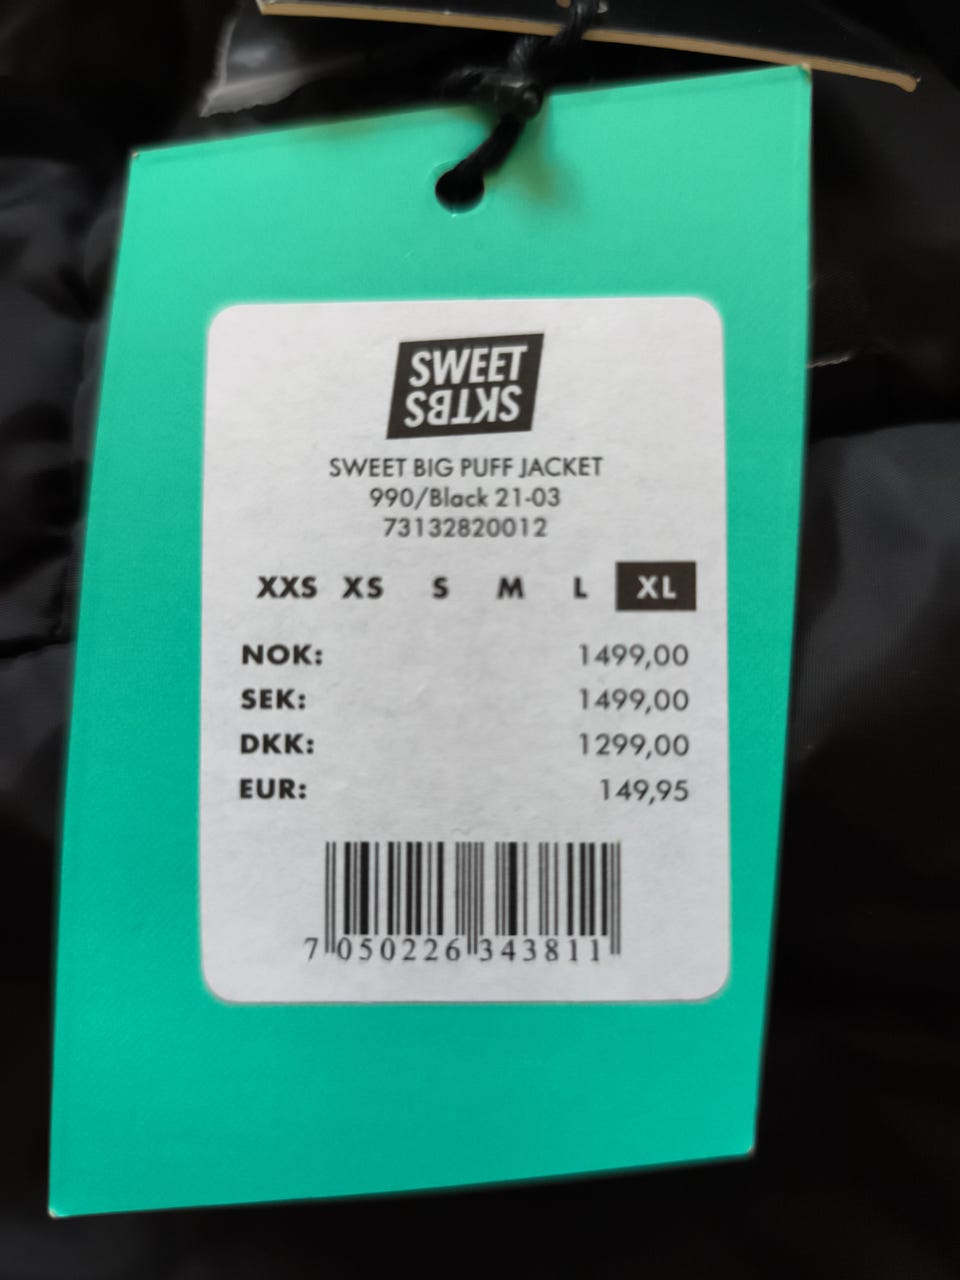 SWEET
SKTBS
SWEET BIG PUFF JACKET
990/Black 21-03
73132820012
XXS XS S M L XL
NOK: 1499,00
SEK: 1499,00
DKK: 1299,00
EUR: 149,95
7 050226 343811